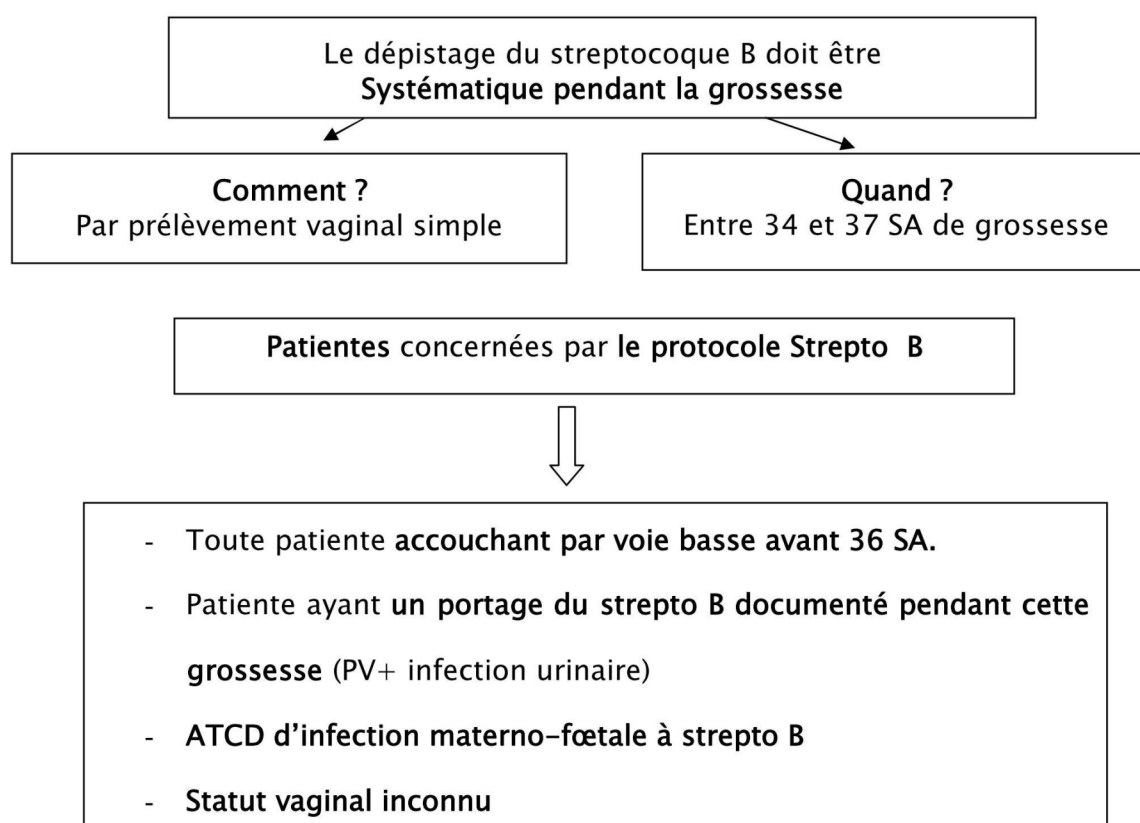 Le dépistage du streptocoque B doit être
Systématique pendant la grossesse
Comment ?
Par prélèvement vaginal simple
Quand ?
Entre 34 et 37 SA de grossesse
Patientes concernées par le protocole Strepto B
- Toute patiente accouchant par voie basse avant 36 SA.
- Patiente ayant un portage du strepto B documenté pendant cette
grossesse (PV+ infection urinaire)
- ATCD d'infection materno-fœtale à strepto B
- Statut vaginal inconnu